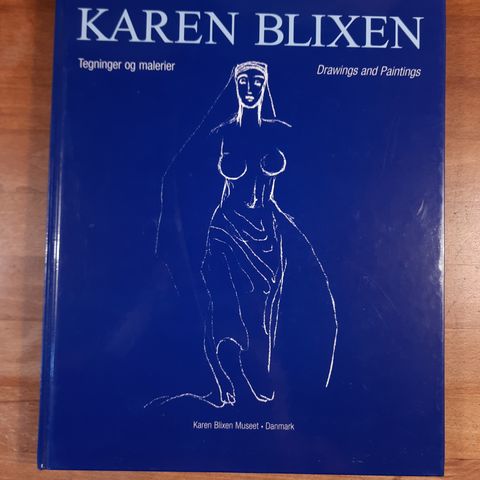 KAREN BLIXEN
Tegninger og malerier
Drawings and Paintings
Karen Blixen Museet • Danmark